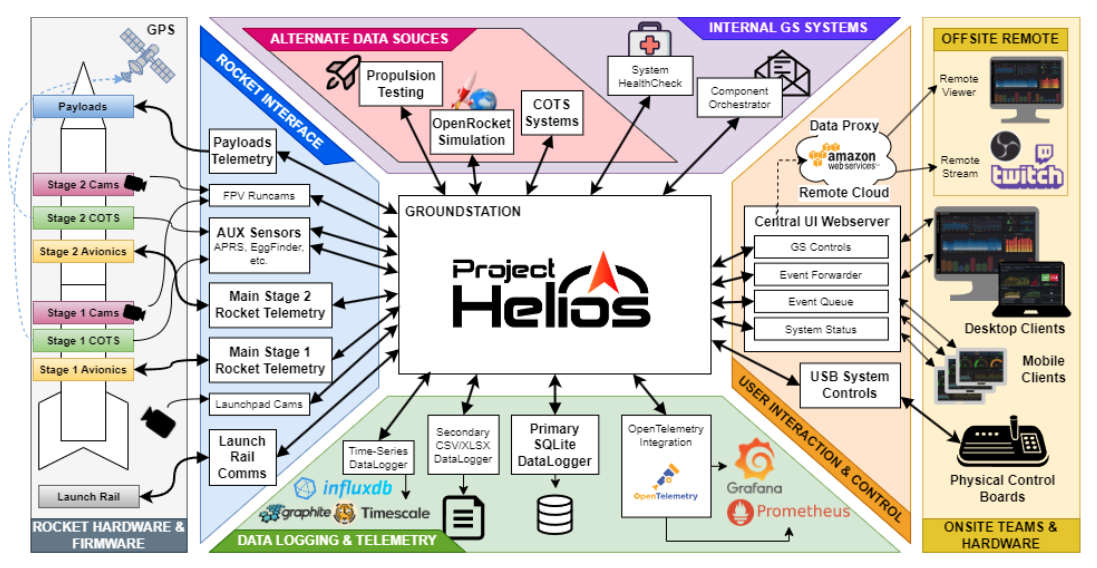 GPS
Payloads
Stage 2 Cams
Stage 2 COTS
Stage 2 Avionics
Stage 1 Cams
Stage 1 COTS
Stage 1 Avionics
Launch Rail
ROCKET HARDWARE &
FIRMWARE
ROCKET INTERFACE
Payloads
Telemetry
FPV Runcams
AUX Sensors
APRS, EggFinder,
etc.
Main Stage 2
Rocket Telemetry
Main Stage 1
Rocket Telemetry
Launchpad Cams
Launch
Rail
Comms
ALTERNATE DATA SOUCES
Propulsion
Testing
OpenRocket
Simulation
COTS
Systems
INTERNAL GS SYSTEMS
System
HealthCheck
Component
Orchestrator
GROUNDSTATION
Project
Helios
Time-Series
DataLogger
influxdb
graphite
Timescale
Secondary
CSV/XLSX
DataLogger
Primary
SQLite
DataLogger
OpenTelemetry
Integration
OpenTelemetry
Grafana
Prometheus
DATA LOGGING & TELEMETRY
Data Proxy
amazon
webservices
Remote Cloud
Central UI Webserver
GS Controls
Event Forwarder
Event Queue
System Status
USB System
Controls
USER INTERACTION & CONTROL
OFFSITE REMOTE
Remote
Viewer
Remote
Stream
twitch
Desktop Clients
Mobile
Clients
Physical Control
Boards
ONSITE TEAMS &
HARDWARE